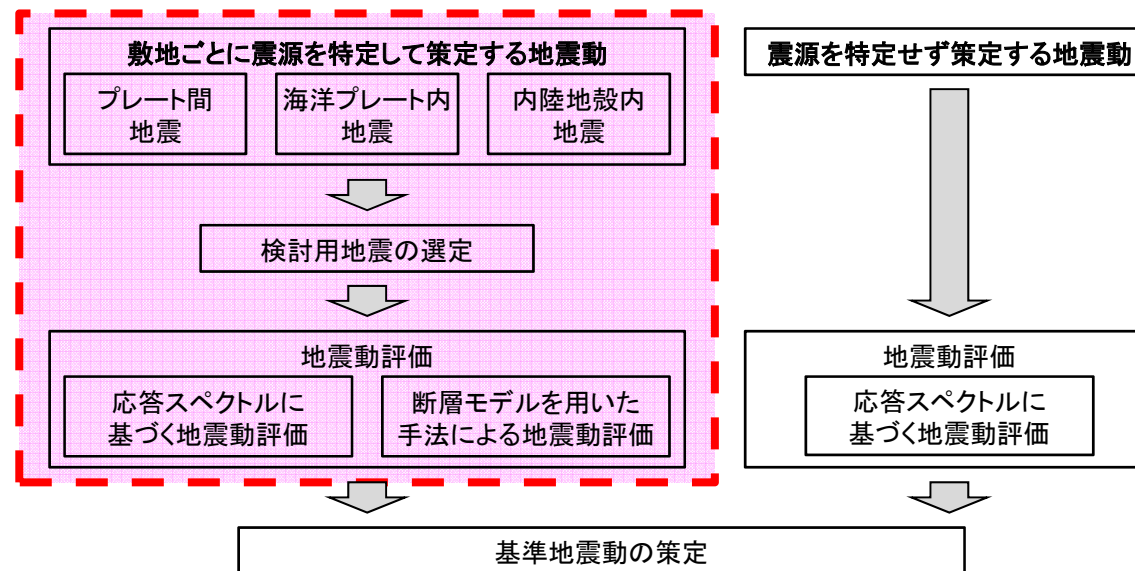 敷地ごとに震源を特定して策定する地震動
プレート間
地震
海洋プレート内
地震
内陸地殻内
地震
検討用地震の選定
地震動評価
応答スペクトルに
基づく地震動評価
断層モデルを用いた
手法による地震動評価
震源を特定せず策定する地震動
地震動評価
応答スペクトルに
基づく地震動評価
基準地震動の策定